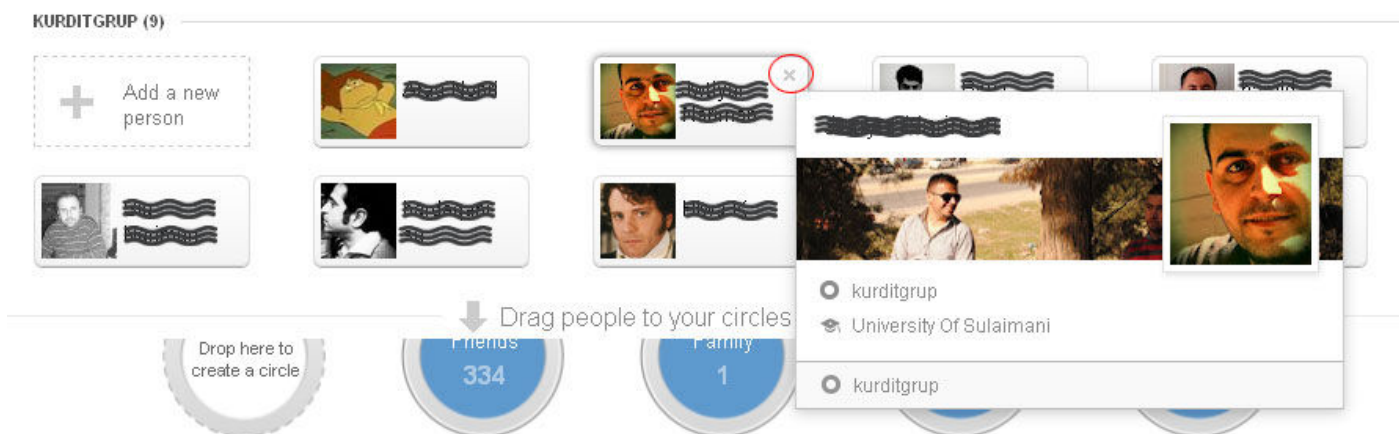 KURDITGRUP (9)
Add a new
person
kurditgrup
University Of Sulaimani
kurditgrup
Drag people to your circles
Drop here to
create a circle
Friends
334
Family
1